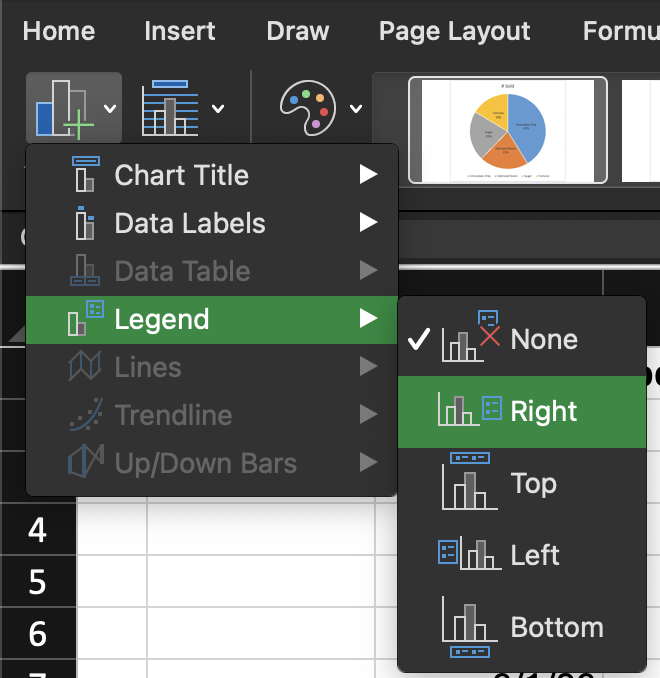 Home Insert Draw Page Layout Formu
# Sold
Chart Title
Data Labels
Data Table
Legend
Lines
Trendline
Up/Down Bars
None
Right
Top
Left
Bottom
4
5
6